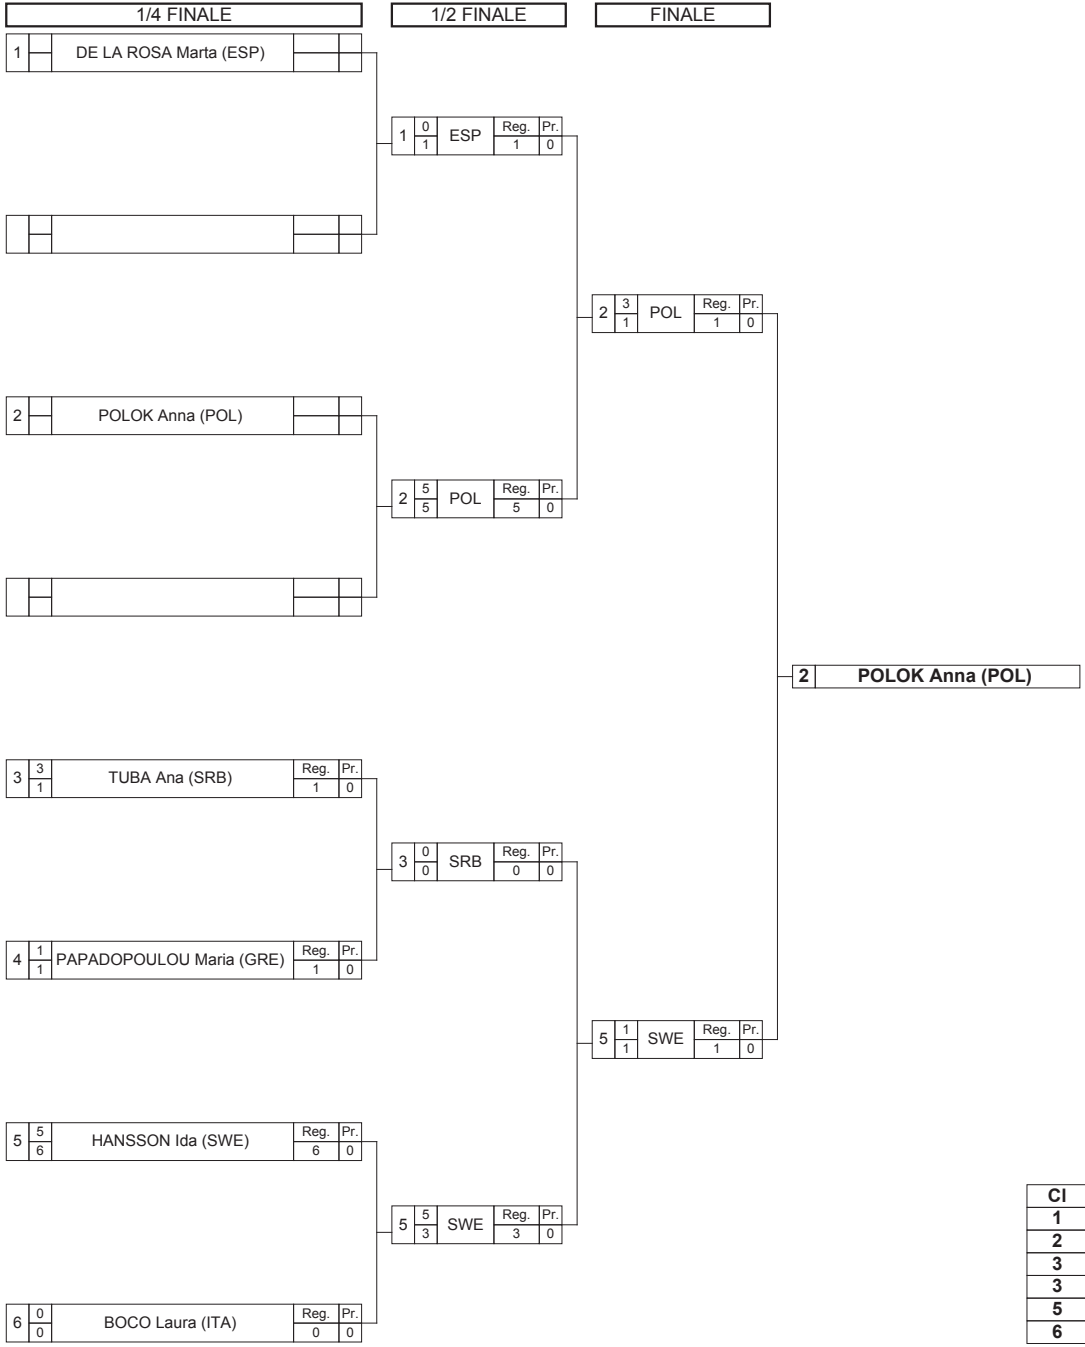 1/4 FINALE 1/2 FINALE FINALE
1 DE LA ROSA Marta (ESP)
1 0 1 ESP Reg. 1 Pr. 0
2 3 1 POL Reg. 1 Pr. 0
2 POLOK Anna (POL)
2 5 5 POL Reg. 5 Pr. 0
2 POLOK Anna (POL)
3 3 1 TUBA Ana (SRB) Reg. 1 Pr. 0
3 0 0 SRB Reg. 0 Pr. 0
4 1 1 PAPADOPOULOU Maria (GRE) Reg. 1 Pr. 0
5 1 1 SWE Reg. 1 Pr. 0
5 5 6 HANSSON Ida (SWE) Reg. 6 Pr. 0
5 5 3 SWE Reg. 3 Pr. 0
6 0 0 BOCO Laura (ITA) Reg. 0 Pr. 0
Cl
1
2
3
3
5
6